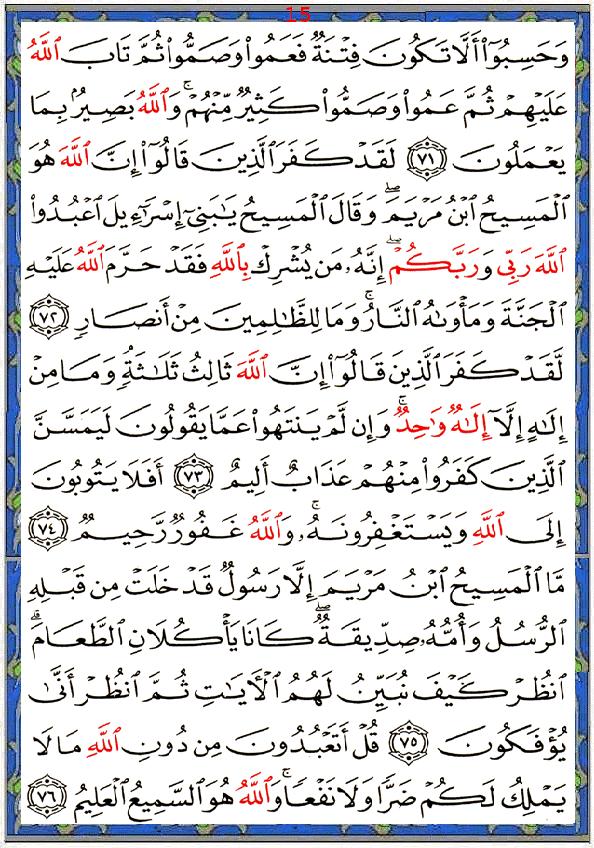 15
وَحَسِبُوٓا۟ أَلَّا تَكُونَ فِتْنَةٌ فَعَمُوا۟ وَصَمُّوا۟ ثُمَّ تَابَ ٱللَّهُ
عَلَيْهِمْ ثُمَّ عَمُوا۟ وَصَمُّوا۟ كَثِيرٌ مِّنْهُمْ ۚ وَٱللَّهُ بَصِيرٌۢ بِمَا
يَعْمَلُونَ ٧١ لَقَدْ كَفَرَ ٱلَّذِينَ قَالُوٓا۟ إِنَّ ٱللَّهَ هُوَ
ٱلْمَسِيحُ ٱبْنُ مَرْيَمَ ۖ وَقَالَ ٱلْمَسِيحُ يَٰبَنِىٓ إِسْرَٰٓءِيلَ ٱعْبُدُوا۟
ٱللَّهَ رَبِّى وَرَبَّكُمْ ۖ إِنَّهُۥ مَن يُشْرِكْ بِٱللَّهِ فَقَدْ حَرَّمَ ٱللَّهُ عَلَيْهِ
ٱلْجَنَّةَ وَمَأْوَىٰهُ ٱلنَّارُ ۖ وَمَا لِلظَّٰلِمِينَ مِنْ أَنصَارٍ ٧٢
لَّقَدْ كَفَرَ ٱلَّذِينَ قَالُوٓا۟ إِنَّ ٱللَّهَ ثَالِثُ ثَلَٰثَةٍ ۘ وَمَا مِنْ
إِلَٰهٍ إِلَّآ إِلَٰهٌ وَٰحِدٌ ۚ وَإِن لَّمْ يَنتَهُوا۟ عَمَّا يَقُولُونَ لَيَمَسَّنَّ
ٱلَّذِينَ كَفَرُوا۟ مِنْهُمْ عَذَابٌ أَلِيمٌ ٧٣ أَفَلَا يَتُوبُونَ
إِلَى ٱللَّهِ وَيَسْتَغْفِرُونَهُۥ ۚ وَٱللَّهُ غَفُورٌ رَّحِيمٌ ٧٤
مَّا ٱلْمَسِيحُ ٱبْنُ مَرْيَمَ إِلَّا رَسُولٌ قَدْ خَلَتْ مِن قَبْلِهِ
ٱلرُّسُلُ وَأُمُّهُۥ صِدِّيقَةٌ ۖ كَانَا يَأْكُلَانِ ٱلطَّعَامَ ۗ
ٱنظُرْ كَيْفَ نُبَيِّنُ لَهُمُ ٱلْءَايَٰتِ ثُمَّ ٱنظُرْ أَنَّىٰ
يُؤْفَكُونَ ٧٥ قُلْ أَتَعْبُدُونَ مِن دُونِ ٱللَّهِ مَا لَا
يَمْلِكُ لَكُمْ ضَرًّا وَلَا نَفْعًا ۚ وَٱللَّهُ هُوَ ٱلسَّمِيعُ ٱلْعَلِيمُ ٧٦